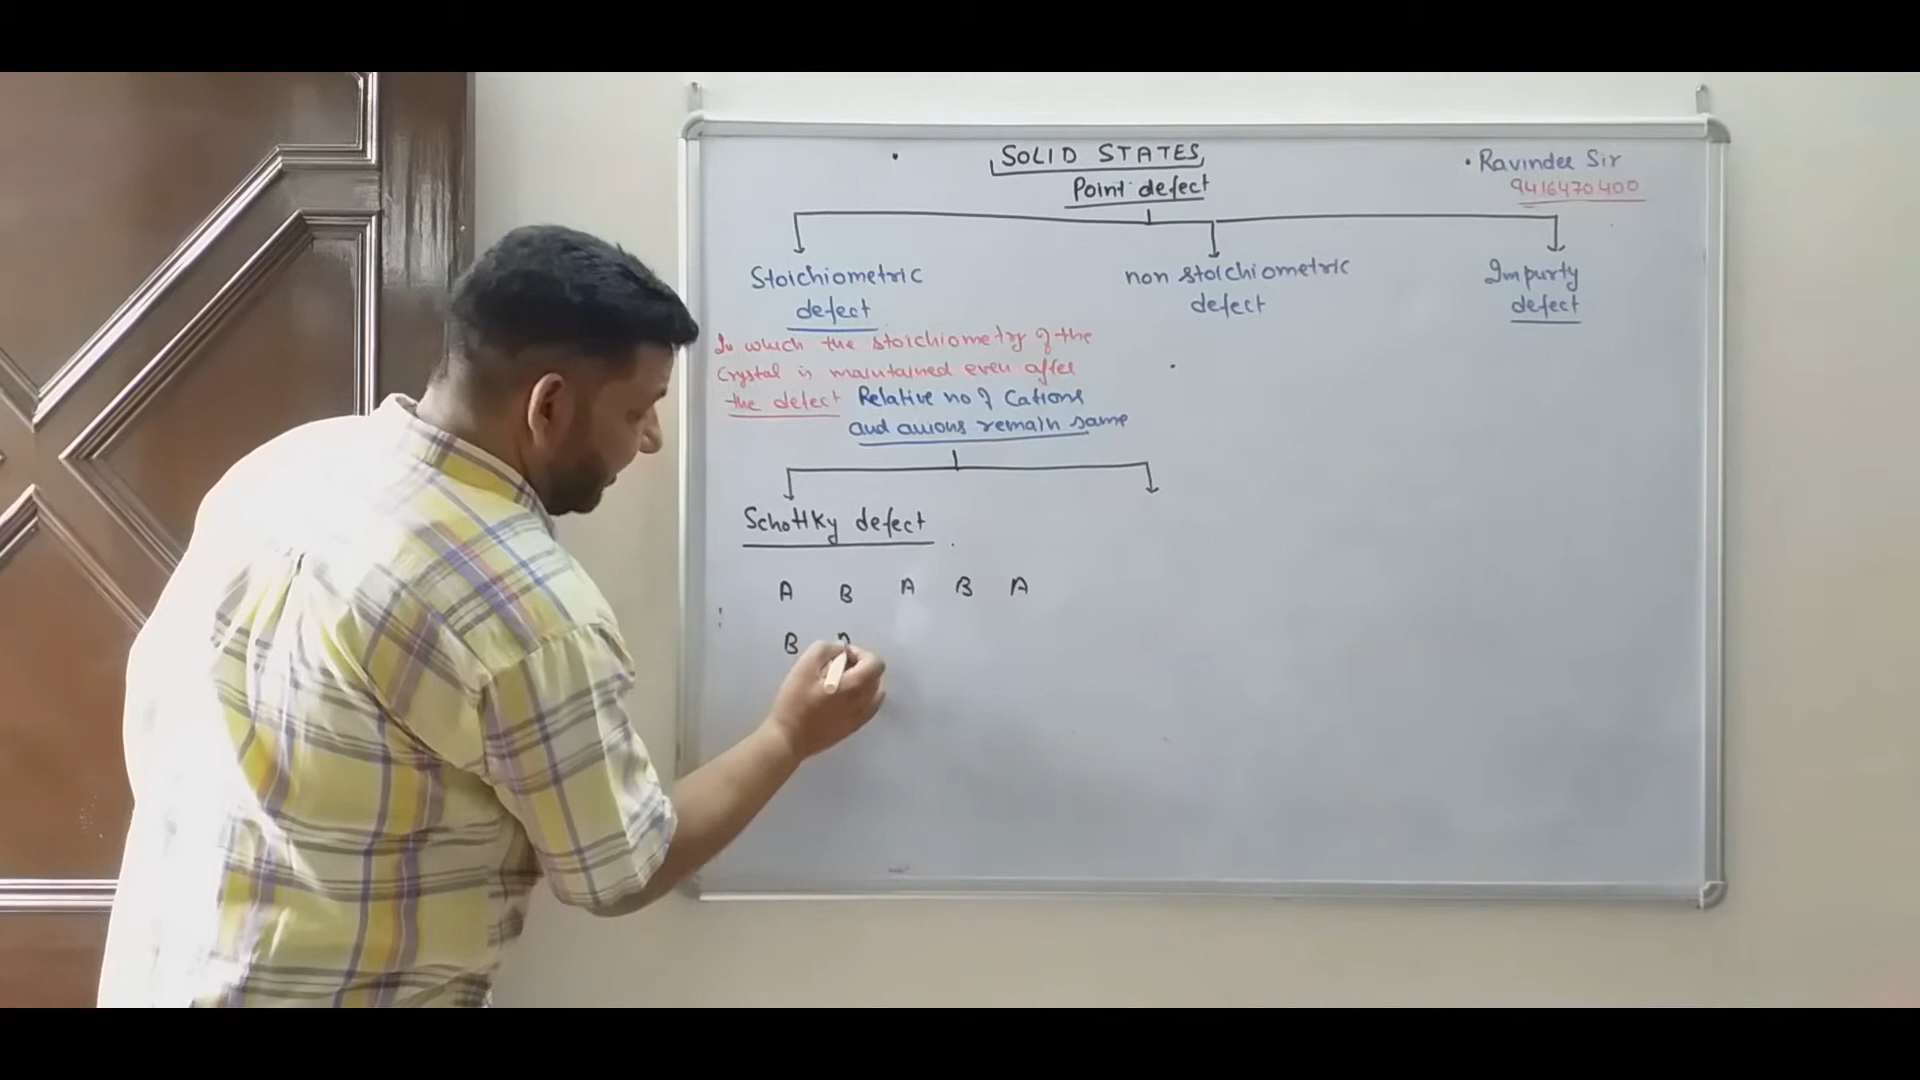 SOLID STATES
Point defect
Ravinder Sir
9416470400
Stoichiometric
defect
non stoichiometric
defect
Impurty
defect
In which the stoichiometry of the
Crystal is maintained even after
the defect Relative no of Cations
and anions remain same
Schottky defect
A B A B A
B